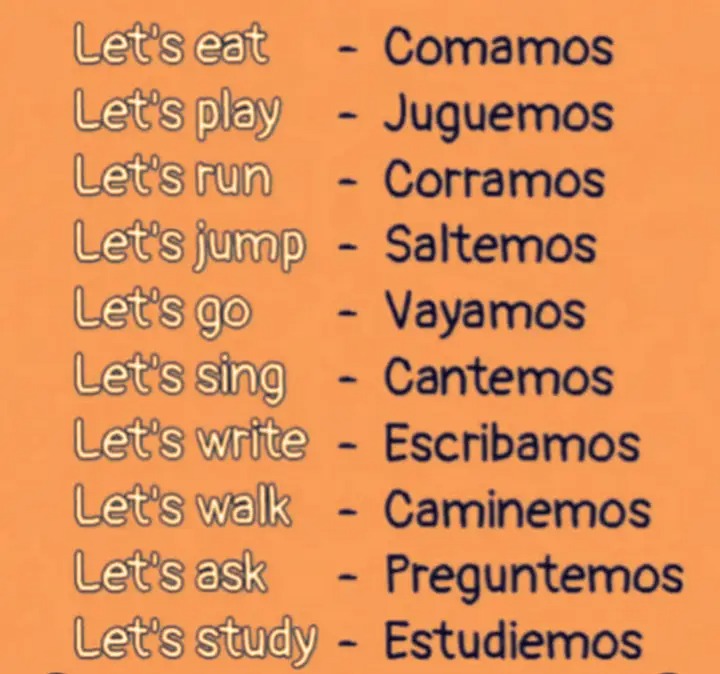 Let's eat - Comamos
Let's play - Juguemos
Let's run - Corramos
Let's jump - Saltemos
Let's go - Vayamos
Let's sing - Cantemos
Let's write - Escribamos
Let's walk - Caminemos
Let's ask - Preguntemos
Let's study - Estudiemos